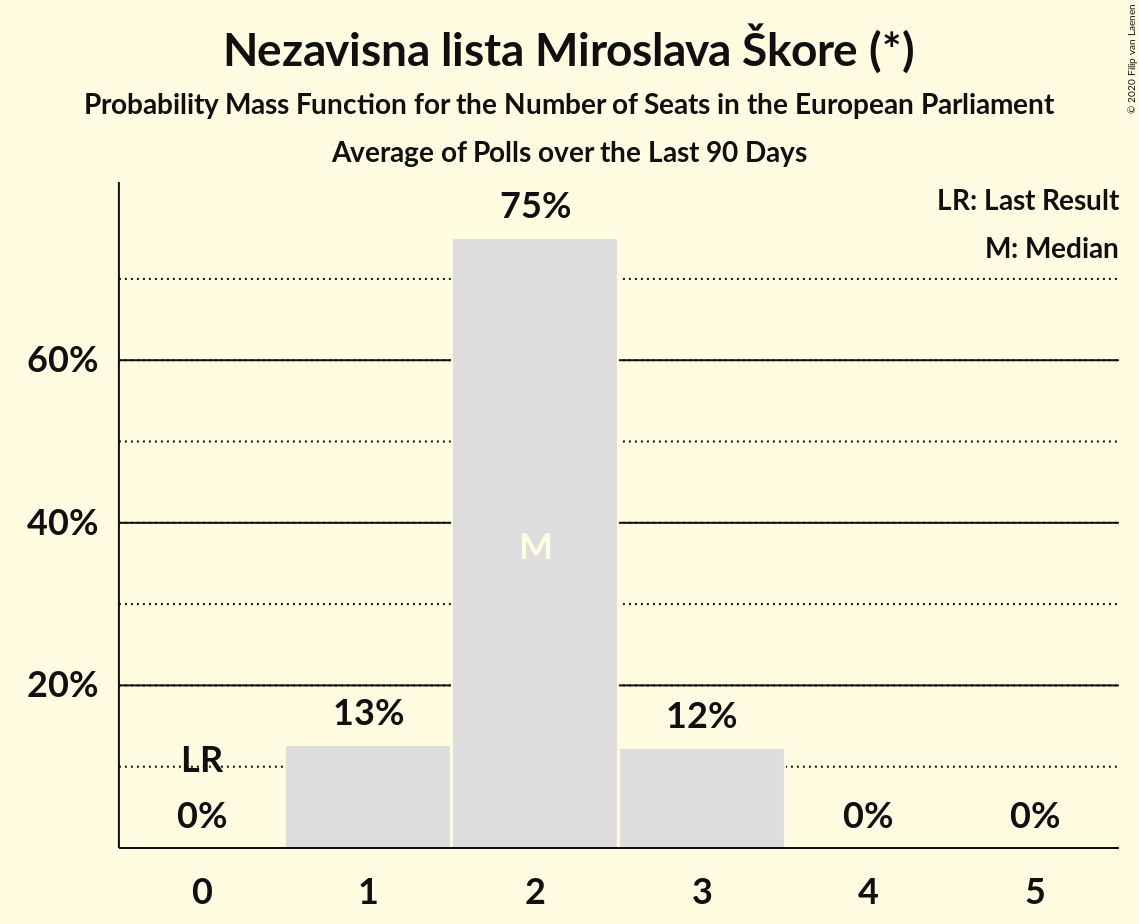 Nezavisna lista Miroslava Škore (*)
Probability Mass Function for the Number of Seats in the European Parliament
Average of Polls over the Last 90 Days
© 2020 Filip van Laenen
LR: Last Result
M: Median
75%
60%
40%
M
20%
13%
12%
LR
0%
0%
0%
0
1
2
3
4
5